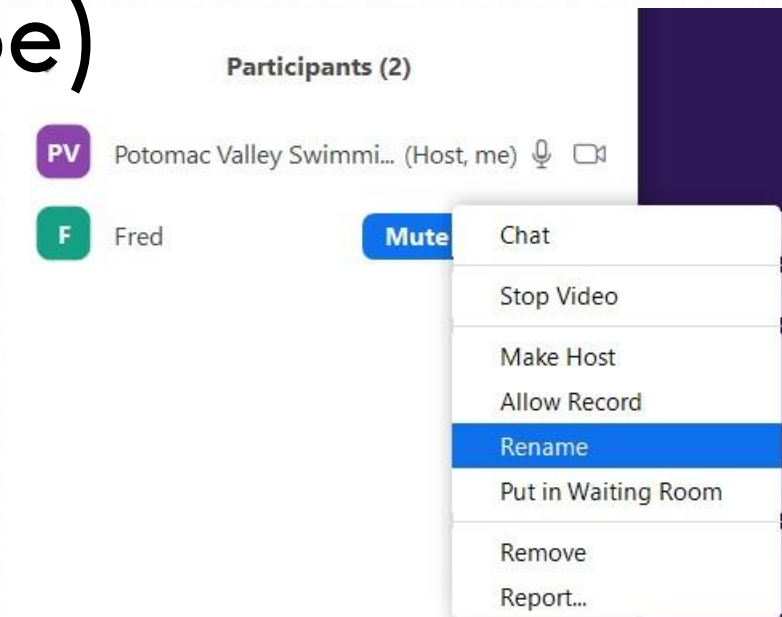 pe)
Participants (2)
PV Potomac Valley Swimmi... (Host, me)
F Fred Mute
Chat
Stop Video
Make Host
Allow Record
Rename
Put in Waiting Room
Remove
Report...